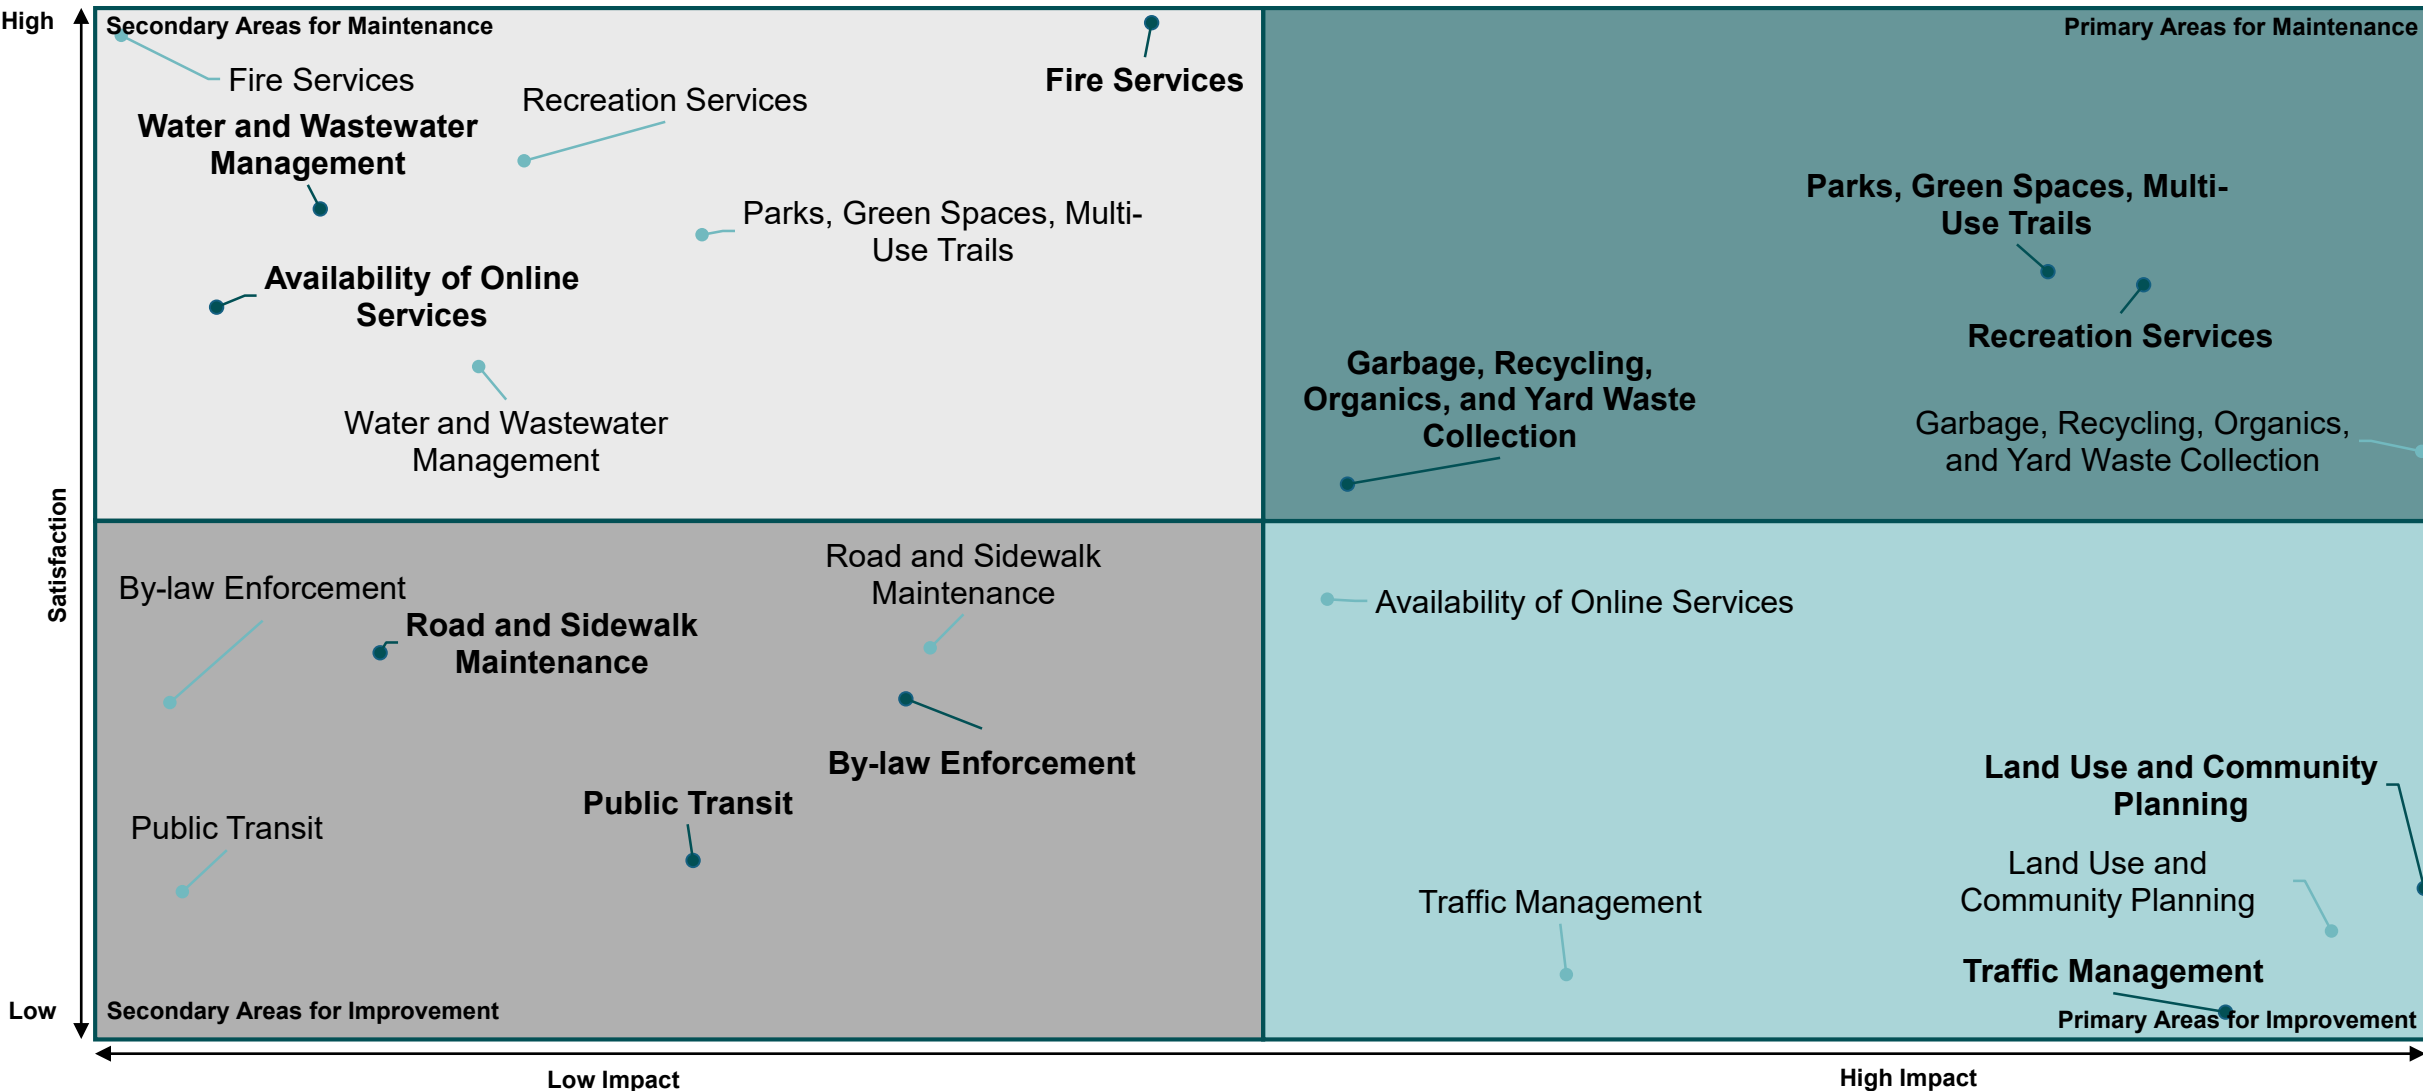 High
Secondary Areas for Maintenance
Primary Areas for Maintenance
Fire Services
Fire Services
Recreation Services
Water and Wastewater
Management
Parks, Green Spaces, Multi-
Use Trails
Parks, Green Spaces, Multi-
Use Trails
Availability of Online
Services
Recreation Services
Garbage, Recycling,
Organics, and Yard Waste
Collection
Water and Wastewater
Management
Garbage, Recycling, Organics,
and Yard Waste Collection
Satisfaction
By-law Enforcement
Road and Sidewalk
Maintenance
Road and Sidewalk
Maintenance
Availability of Online Services
By-law Enforcement
Public Transit
Land Use and Community
Planning
Public Transit
Land Use and
Community Planning
Traffic Management
Traffic Management
Low
Secondary Areas for Improvement
Primary Areas for Improvement
Low Impact
High Impact